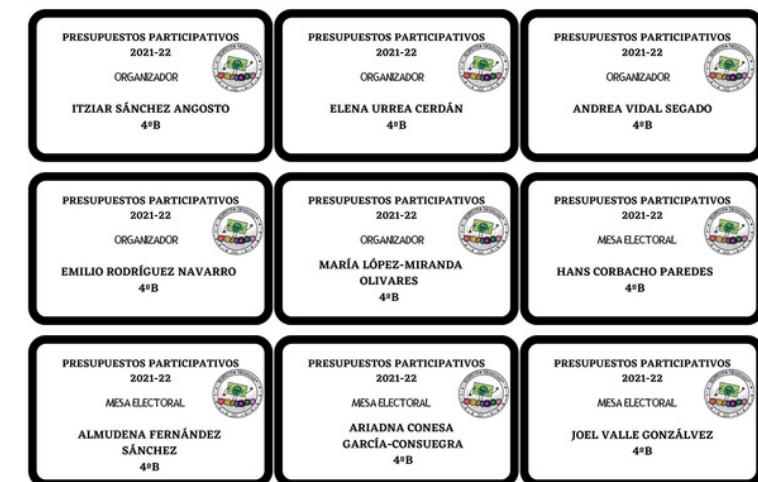 PRESUPUESTOS PARTICIPATIVOS
2021-22
ORGANIZADOR
ITZIAR SÁNCHEZ ANGOSTO
4ºB
PRESUPUESTOS PARTICIPATIVOS
2021-22
ORGANIZADOR
ELENA URREA CERDÁN
4ºB
PRESUPUESTOS PARTICIPATIVOS
2021-22
ORGANIZADOR
ANDREA VIDAL SEGADO
4ºB
PRESUPUESTOS PARTICIPATIVOS
2021-22
ORGANIZADOR
EMILIO RODRÍGUEZ NAVARRO
4ºB
PRESUPUESTOS PARTICIPATIVOS
2021-22
ORGANIZADOR
MARÍA LÓPEZ-MIRANDA
OLIVARES
4ºB
PRESUPUESTOS PARTICIPATIVOS
2021-22
MESA ELECTORAL
HANS CORBACHO PAREDES
4ºB
PRESUPUESTOS PARTICIPATIVOS
2021-22
MESA ELECTORAL
ALMUDENA FERNÁNDEZ
SÁNCHEZ
4ºB
PRESUPUESTOS PARTICIPATIVOS
2021-22
MESA ELECTORAL
ARIADNA CONESA
GARCÍA-CONSUEGRA
4ºB
PRESUPUESTOS PARTICIPATIVOS
2021-22
MESA ELECTORAL
JOEL VALLE GONZÁLVEZ
4ºB